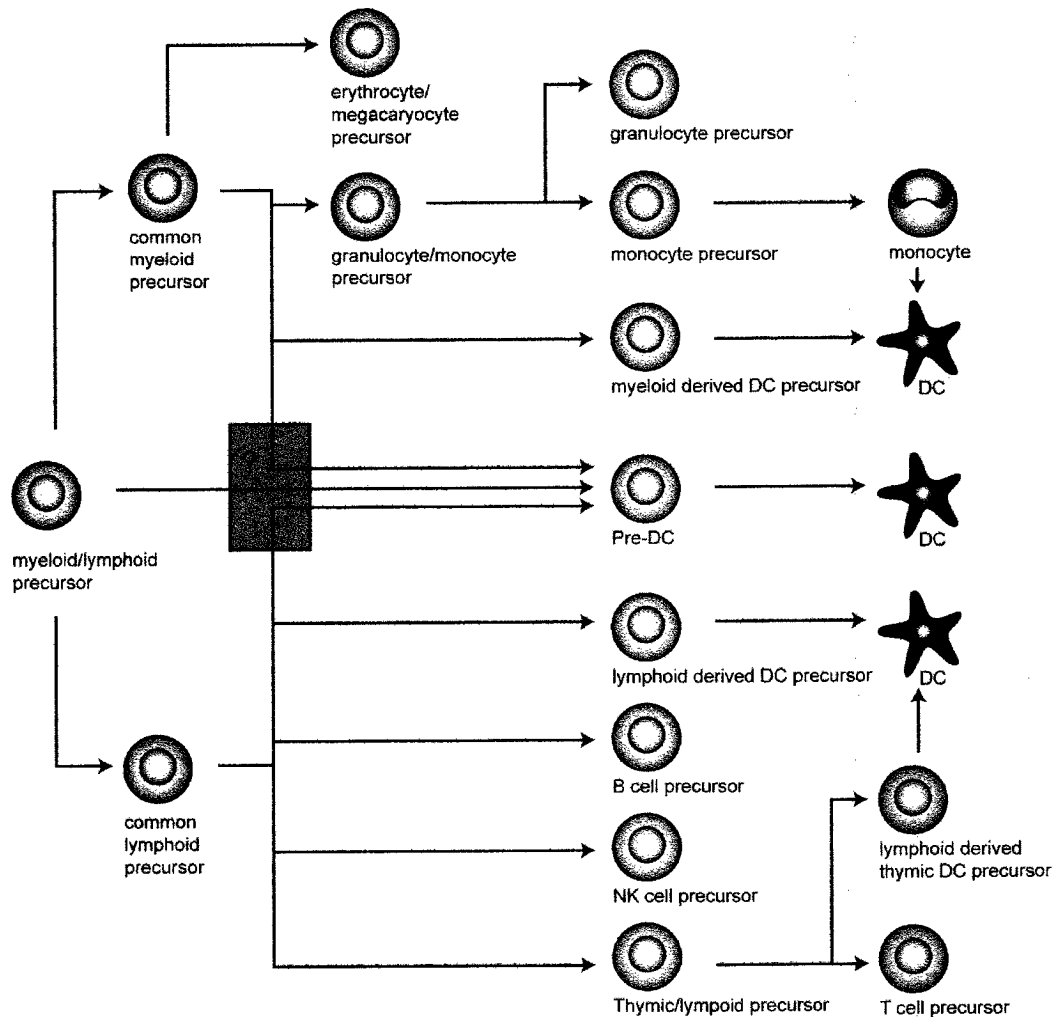 erythrocyte/
megacaryocyte
precursor
granulocyte precursor
common
myeloid
precursor
granulocyte/monocyte
precursor
monocyte precursor
monocyte
myeloid derived DC precursor
DC
myeloid/lymphoid
precursor
Pre-DC
DC
lymphoid derived DC precursor
DC
B cell precursor
common
lymphoid
precursor
lymphoid derived
thymic DC precursor
NK cell precursor
Thymic/lympoid precursor
T cell precursor